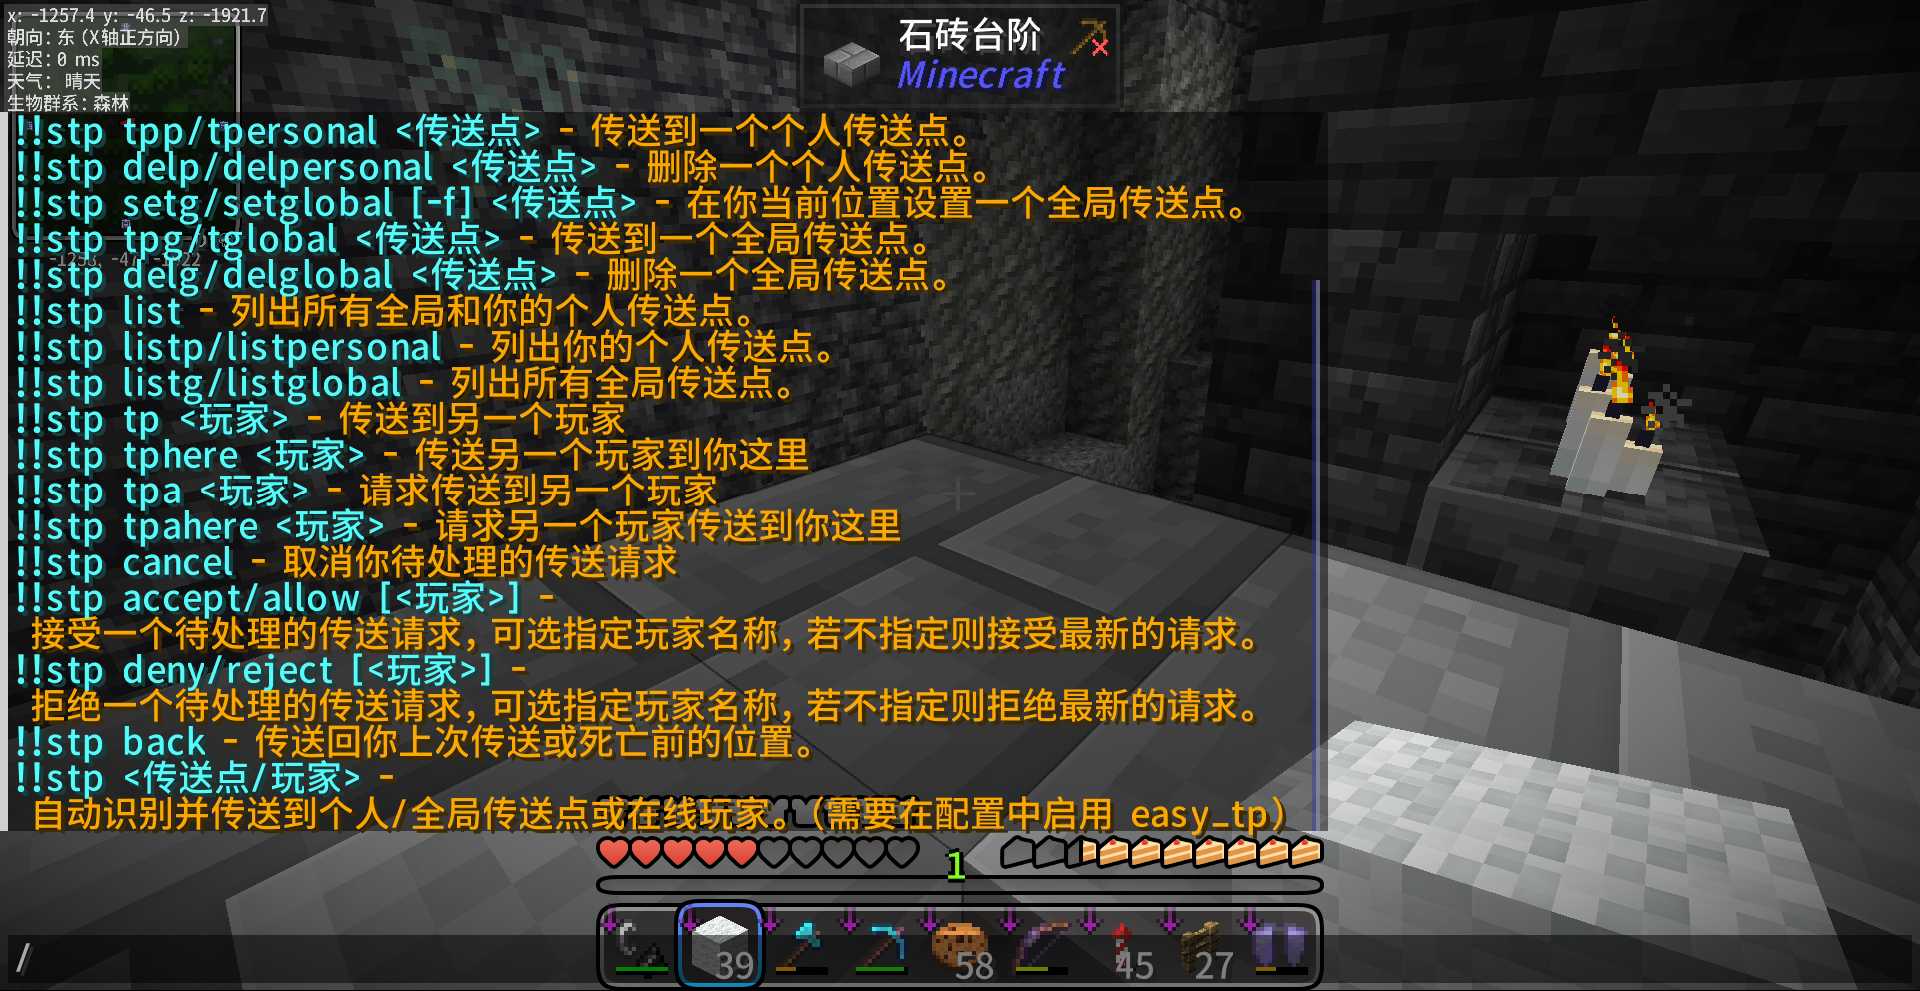 x: -1257.4 y: -46.5 z: -1921.7
朝向: 东 (X轴正方向)
延迟: 0 ms
天气: 晴天
生物群系: 森林
石砖台阶
Minecraft
!!stp tpp/tpersonal <传送点> - 传送到一个个人传送点。
!!stp delp/delpersonal <传送点> - 删除一个个人传送点。
!!stp setg/setglobal [-f] <传送点> - 在你当前位置设置一个全局传送点。
!!stp tpg/tglobal <传送点> - 传送到一个全局传送点。
!!stp delg/delglobal <传送点> - 删除一个全局传送点。
!!stp list - 列出所有全局和你的个人传送点。
!!stp listp/listpersonal - 列出你的个人传送点。
!!stp listg/listglobal - 列出所有全局传送点。
!!stp tp <玩家> - 传送到另一个玩家
!!stp tphere <玩家> - 传送另一个玩家到你这里
!!stp tpa <玩家> - 请求传送到另一个玩家
!!stp tpahere <玩家> - 请求另一个玩家传送到你这里
!!stp cancel - 取消你待处理的传送请求
!!stp accept/allow [<玩家>] -
接受一个待处理的传送请求, 可选指定玩家名称, 若不指定则接受最新的请求。
!!stp deny/reject [<玩家>] -
拒绝一个待处理的传送请求, 可选指定玩家名称, 若不指定则拒绝最新的请求。
!!stp back - 传送回你上次传送或死亡前的位置。
!!stp <传送点/玩家> -
自动识别并传送到个人/全局传送点或在线玩家。(需要在配置中启用 easy_tp)
1
39
58
45
27
/